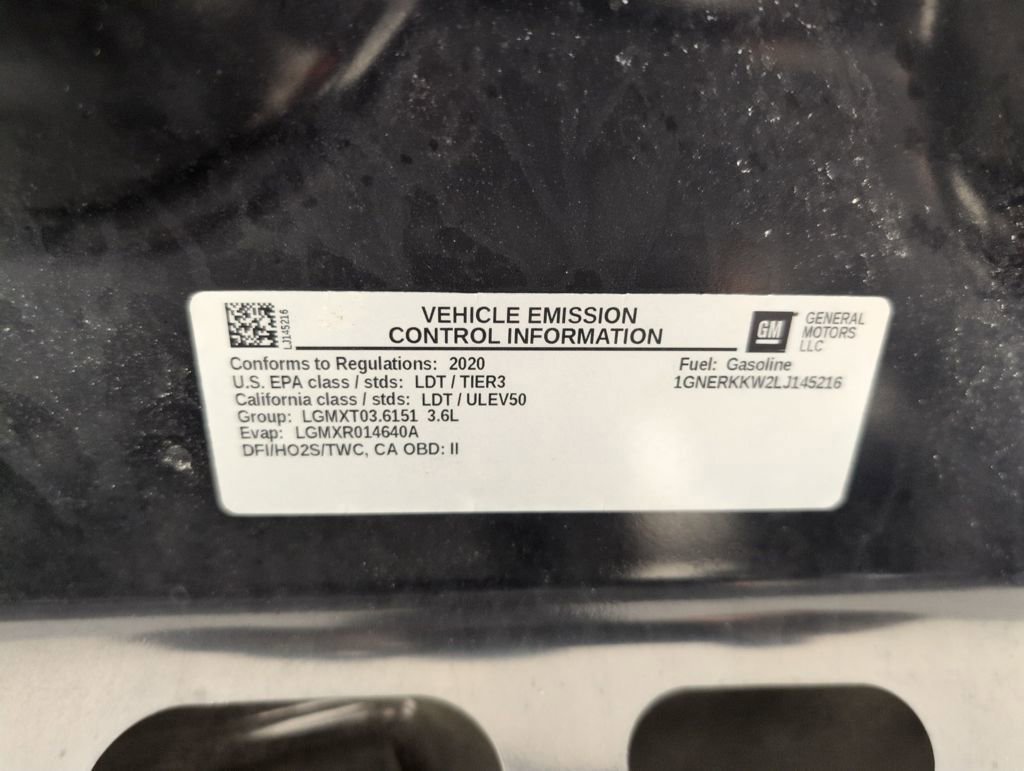 LJ145216
VEHICLE EMISSION
CONTROL INFORMATION
GM
GENERAL
MOTORS
LLC
Conforms to Regulations: 2020
Fuel: Gasoline
U.S. EPA class / stds: LDT / TIER3
1GNERKKW2LJ145216
California class / stds: LDT / ULEV50
Group: LGMXT03.6151 3.6L
Evap: LGMXR014640A
DFI/HO2S/TWC, CA OBD: II